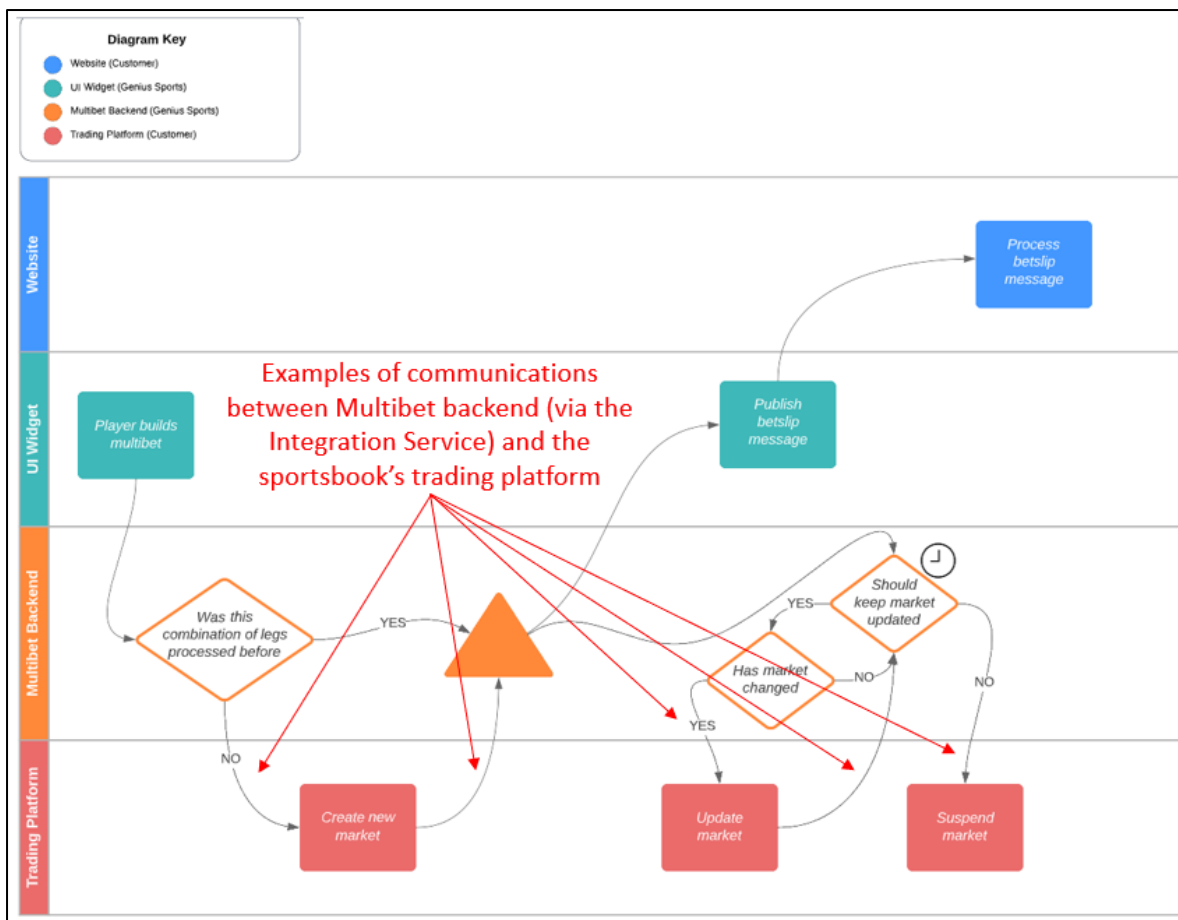 Diagram Key
Website (Customer)
UI Widget (Genius Sports)
Multibet Backend (Genius Sports)
Trading Platform (Customer)
Website
Process
betslip
message
UI Widget
Player builds
multibet
Examples of communications
between Multibet backend (via the
Integration Service) and the
sportsbook’s trading platform
Publish
betslip
message
Multibet Backend
Was this
combination of legs
processed before
YES
NO
Should
keep market
updated
YES
Has market
changed
NO
NO
YES
Trading Platform
Create new
market
Update
market
Suspend
market